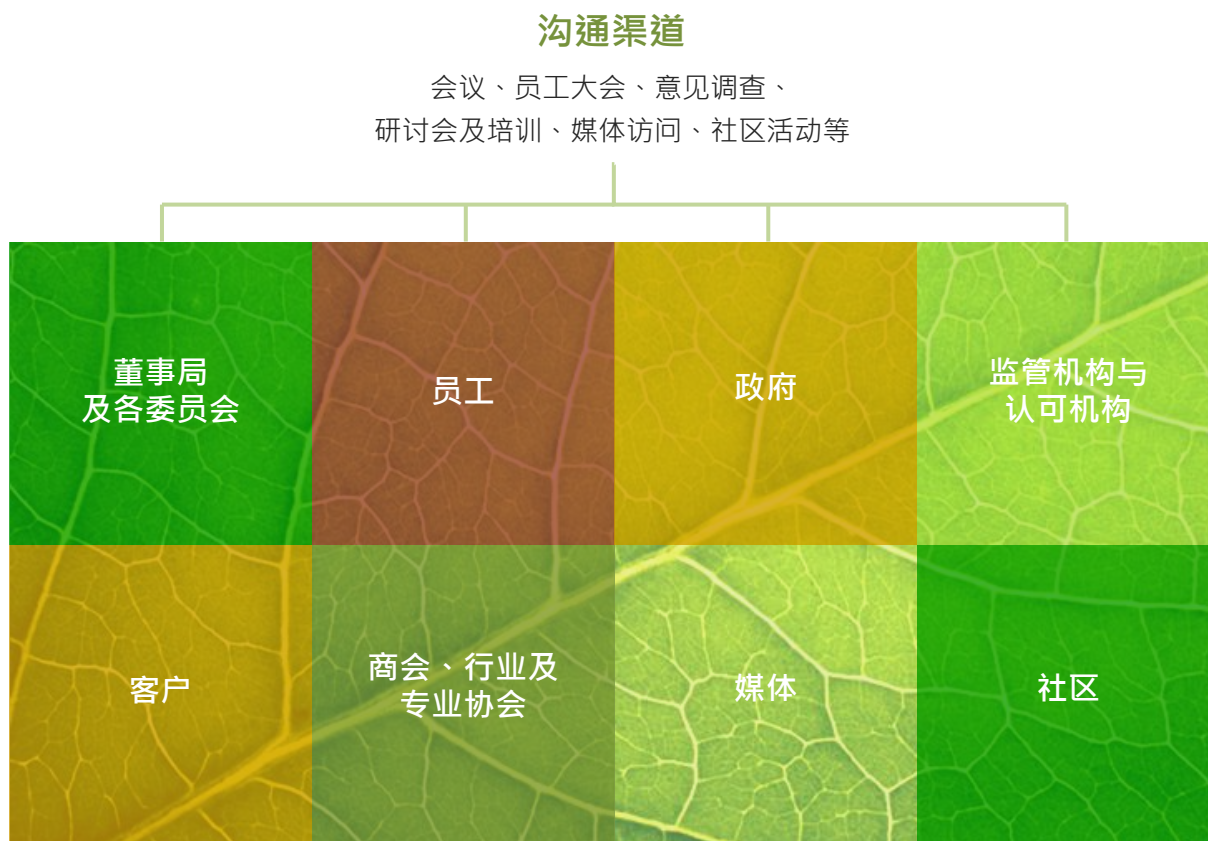 沟通渠道
会议、员工大会、意见调查、
研讨会及培训、媒体访问、社区活动等
董事局
及各委员会
员工
政府
监管机构与
认可机构
客户
商会、行业及
专业协会
媒体
社区